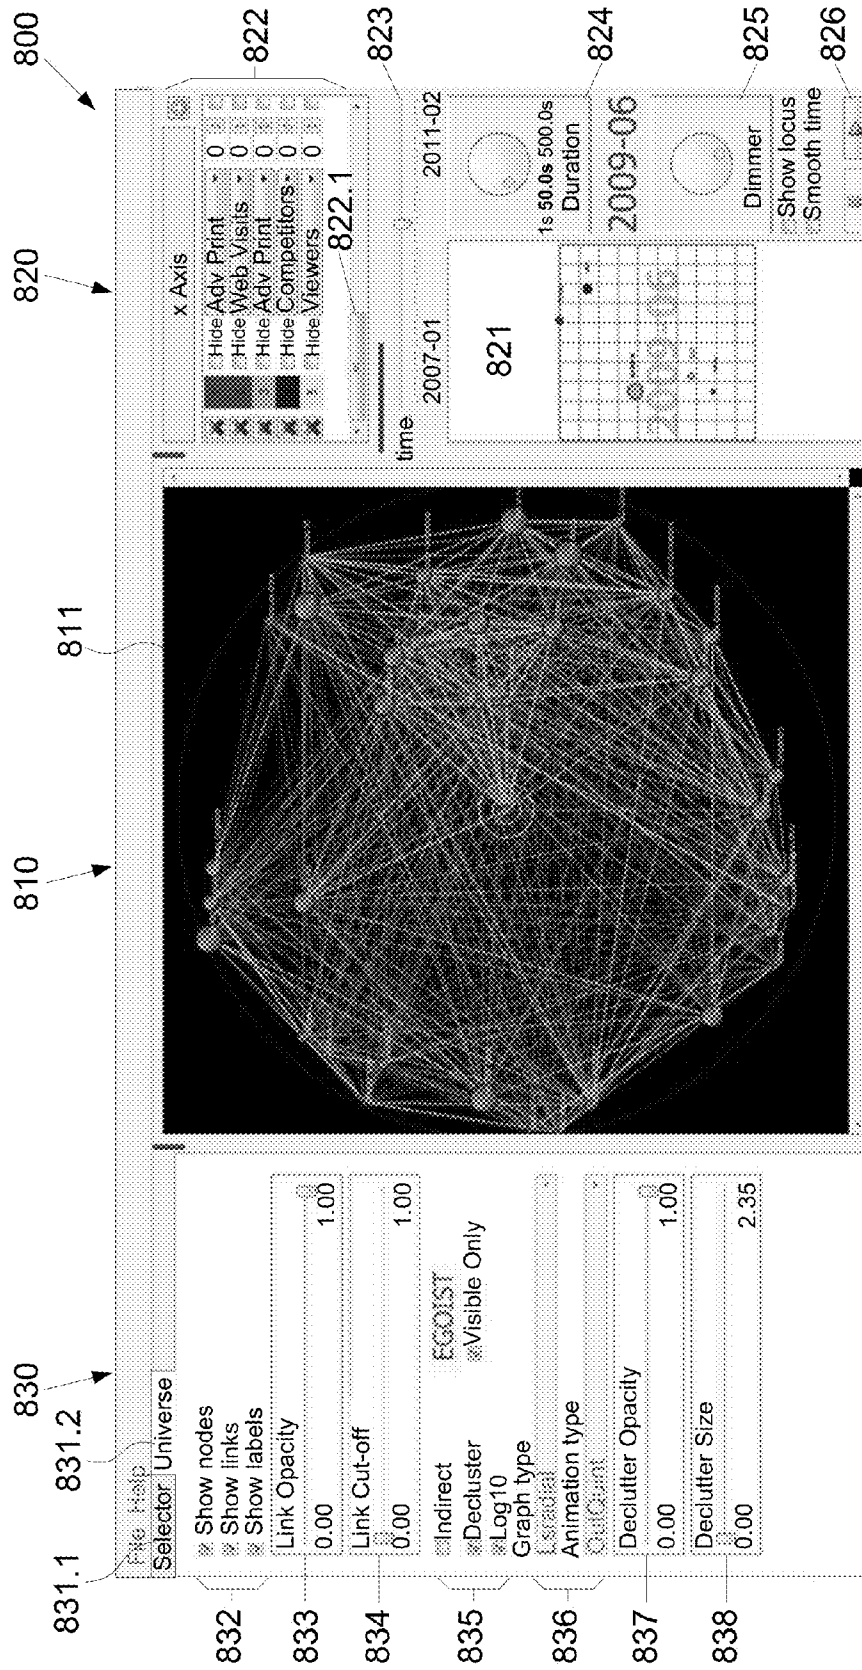 800
810
820
830
811
831.1
831.2
File Help
Selector Universe
Show nodes
Show links
Show labels
Link Opacity
0.00 1.00
Link Cut-off
0.00 1.00
Indirect EGOIST
Decluster Visible Only
Log10
Graph type
Animation type
Declutter Opacity
0.00 1.00
Declutter Size
0.00 2.35
832
833
834
835
836
837
838
x Axis
Hide Adv Print 0
Hide Web Visits 0
Hide Adv Print 0
Hide Competitors 0
Hide Viewers 0
822.1
time
2007-01 2011-02
821
2009-06
1s 50.0s 500.0s
Duration
2009-06
Dimmer
Show locus
Smooth time
822
823
824
825
826